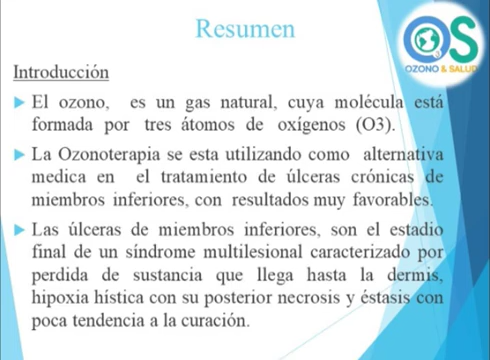 Resumen
OS
OZONO & SALUD
Introducción
El ozono, es un gas natural, cuya molécula está
formada por tres átomos de oxígenos (O3).
La Ozonoterapia se esta utilizando como alternativa
medica en el tratamiento de úlceras crónicas de
miembros inferiores, con resultados muy favorables.
Las úlceras de miembros inferiores, son el estadio
final de un síndrome multilesional caracterizado por
perdida de sustancia que llega hasta la dermis,
hipoxia hística con su posterior necrosis y éstasis con
poca tendencia a la curación.